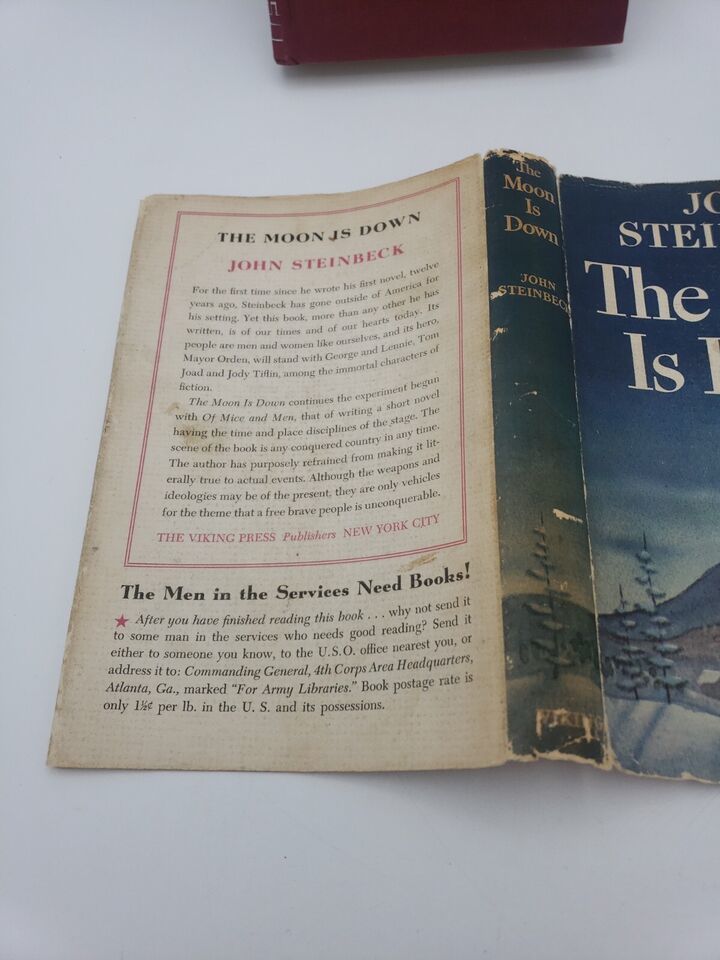 THE MOON IS DOWN
JOHN STEINBECK
For the first time since he wrote his first novel, twelve
years ago, Steinbeck has gone outside of America for
his setting. Yet this book, more than any other he has
written, is of our times and of our hearts today. Its
people are men and women like ourselves, and its hero,
Mayor Orden, will stand with George and Lennie, Tom
Joad and Jody Tiflin, among the immortal characters of
fiction.
The Moon Is Down continues the experiment begun
with Of Mice and Men, that of writing a short novel
having the time and place disciplines of the stage. The
scene of the book is any conquered country in any time.
The author has purposely refrained from making it lit-
erally true to actual events. Although the weapons and
ideologies may be of the present, they are only vehicles
for the theme that a free brave people is unconquerable.
THE VIKING PRESS Publishers NEW YORK CITY
The Men in the Services Need Books!
★ After you have finished reading this book . . . why not send it
to some man in the services who needs good reading? Send it
either to someone you know, to the U.S.O. office nearest you, or
address it to: Commanding General, 4th Corps Area Headquarters,
Atlanta, Ga., marked "For Army Libraries." Book postage rate is
only 1½¢ per lb. in the U. S. and its possessions.
The
Moon
Is
Down
JOHN
STEINBECK
VIKING
JO
STEI
The
Is